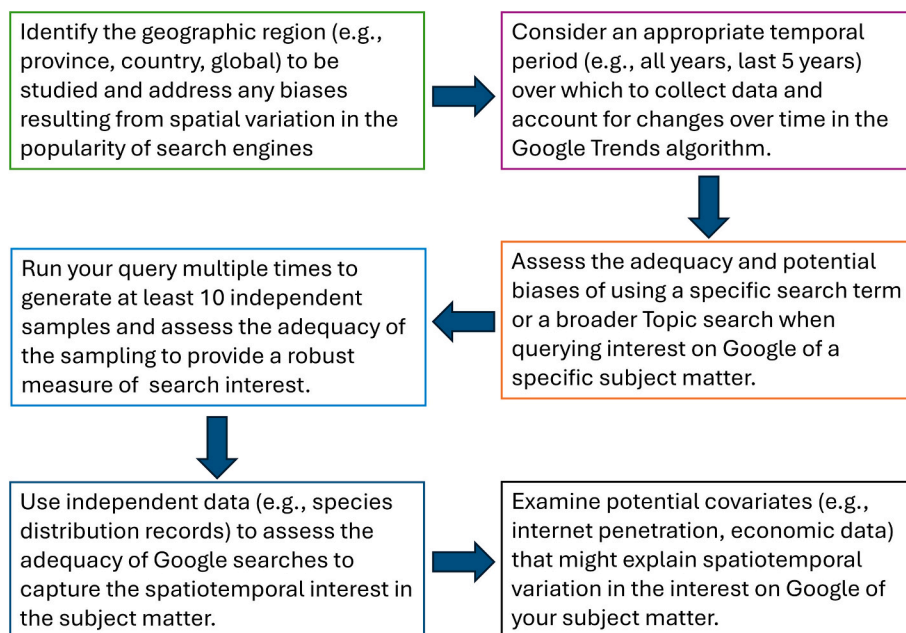 Identify the geographic region (e.g.,
province, country, global) to be
studied and address any biases
resulting from spatial variation in the
popularity of search engines
Consider an appropriate temporal
period (e.g., all years, last 5 years)
over which to collect data and
account for changes over time in the
Google Trends algorithm.
Assess the adequacy and potential
biases of using a specific search term
or a broader Topic search when
querying interest on Google of a
specific subject matter.
Run your query multiple times to
generate at least 10 independent
samples and assess the adequacy of
the sampling to provide a robust
measure of  search interest.
Use independent data (e.g., species
distribution records) to assess the
adequacy of Google searches to
capture the spatiotemporal interest in
the subject matter.
Examine potential covariates (e.g.,
internet penetration, economic data)
that might explain spatiotemporal
variation in the interest on Google of
your subject matter.